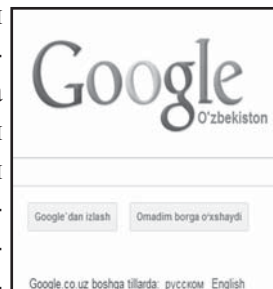 Google
O'zbekiston
Google'dan izlash Omadim borga o'xshaydi
Google.co.uz boshqa tillarda: русском English